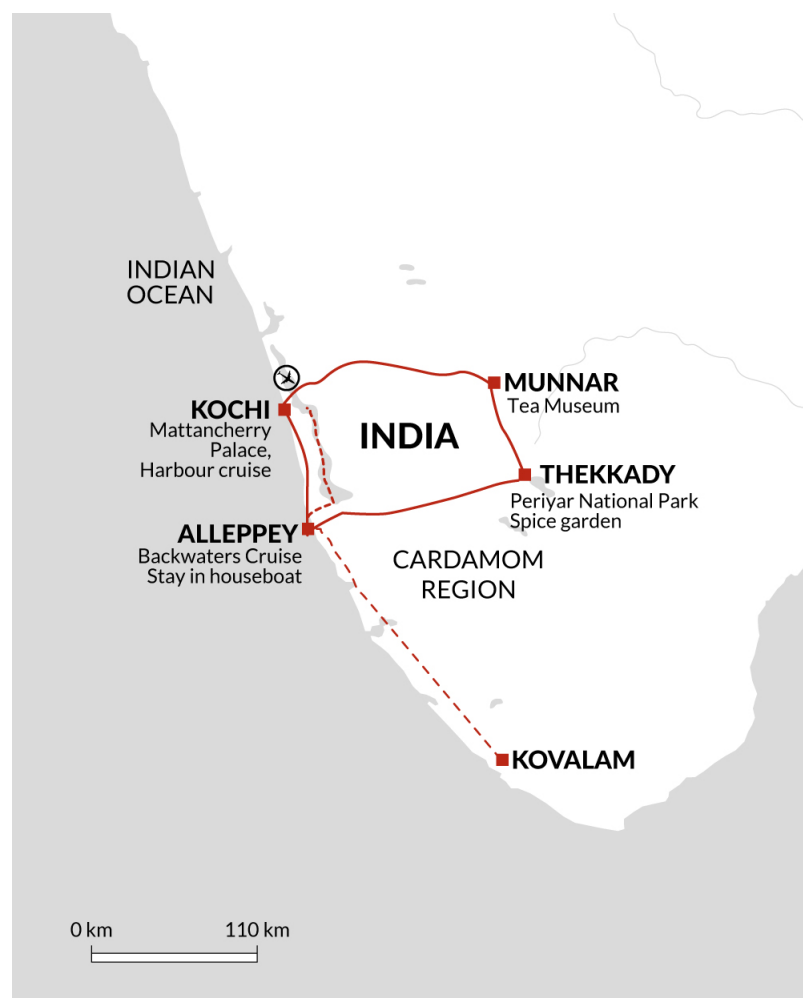 INDIAN
OCEAN
MUNNAR
Tea Museum
KOCHI
Mattancherry
Palace,
Harbour cruise
INDIA
THEKKADY
Periyar National Park
Spice garden
ALLEPPEY
Backwaters Cruise
Stay in houseboat
CARDAMOM
REGION
KOVALAM
0 km
110 km